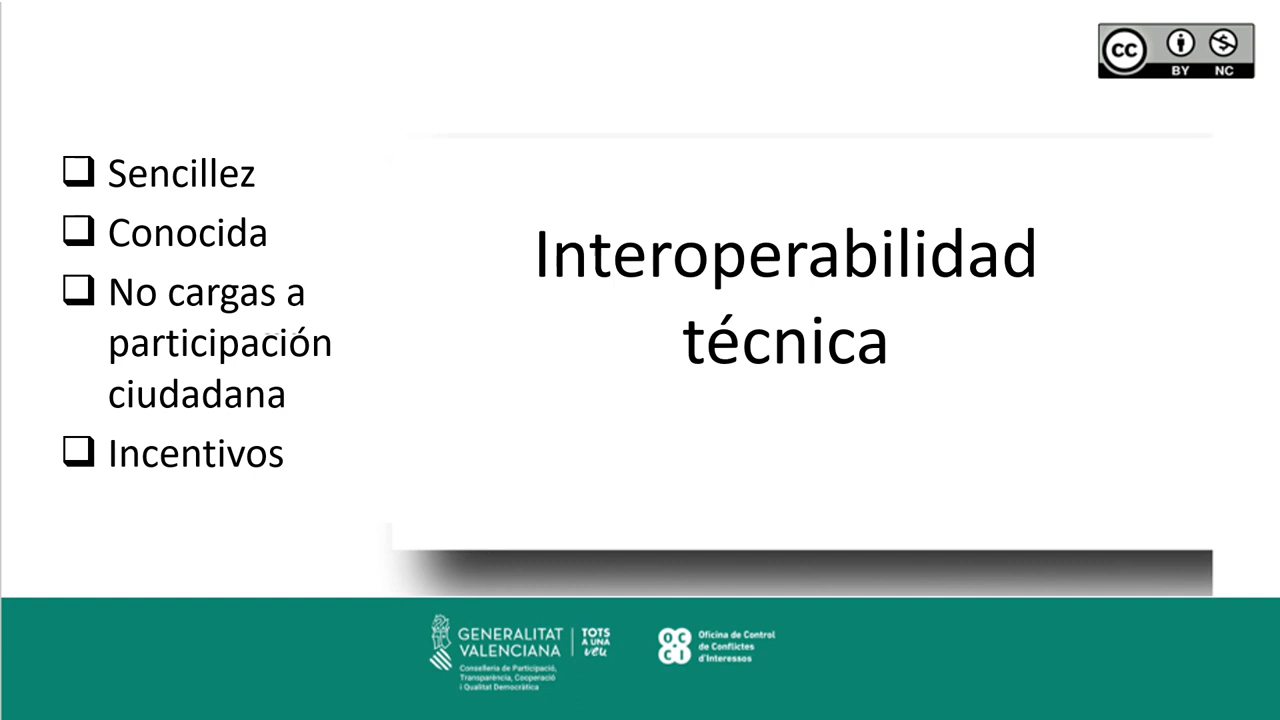 cc
BY NC
Sencillez
Conocida
No cargas a
participación
ciudadana
Incentivos
Interoperabilidad
técnica
GENERALITAT
VALENCIANA
TOTS
A UNA
veu
Conselleria de Participació,
Transparència, Cooperació
i Qualitat Democràtica
OCCI
Oficina de Control
de Conflictes
d'Interessos